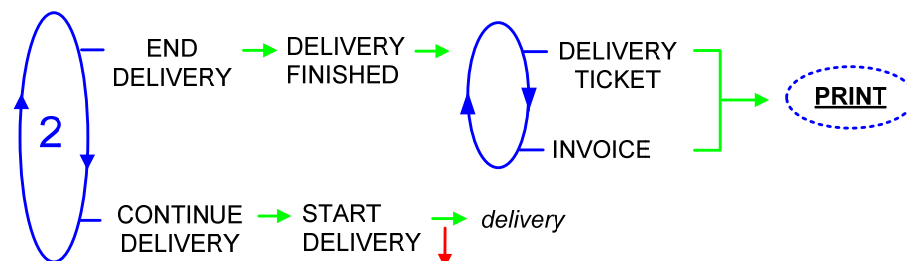 2
END
DELIVERY
DELIVERY
FINISHED
DELIVERY
TICKET
INVOICE
PRINT
CONTINUE
DELIVERY
START
DELIVERY
delivery